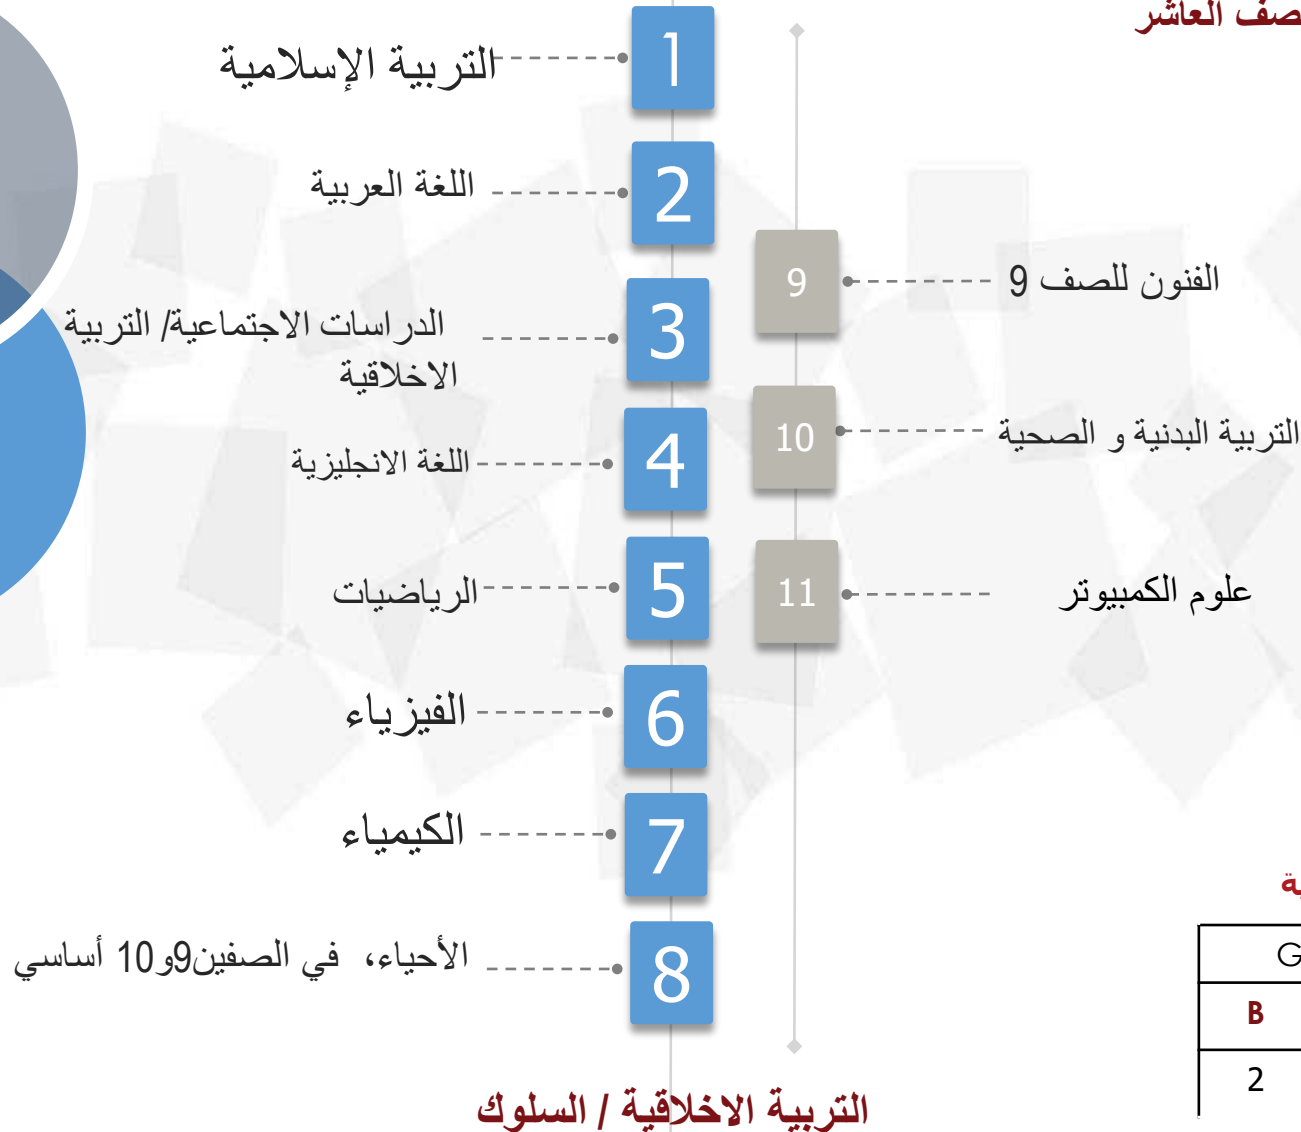 صف العاشر
1
التربية الإسلامية
2
اللغة العربية
3
الدراسات الاجتماعية/ التربية
الاخلاقية
4
اللغة الانجليزية
5
الرياضيات
6
الفيزياء
7
الكيمياء
8
الأحياء، في الصفين9و10 أساسي
9
الفنون للصف 9
10
التربية البدنية و الصحية
11
علوم الكمبيوتر
ية
G
B
2
التربية الاخلاقية / السلوك